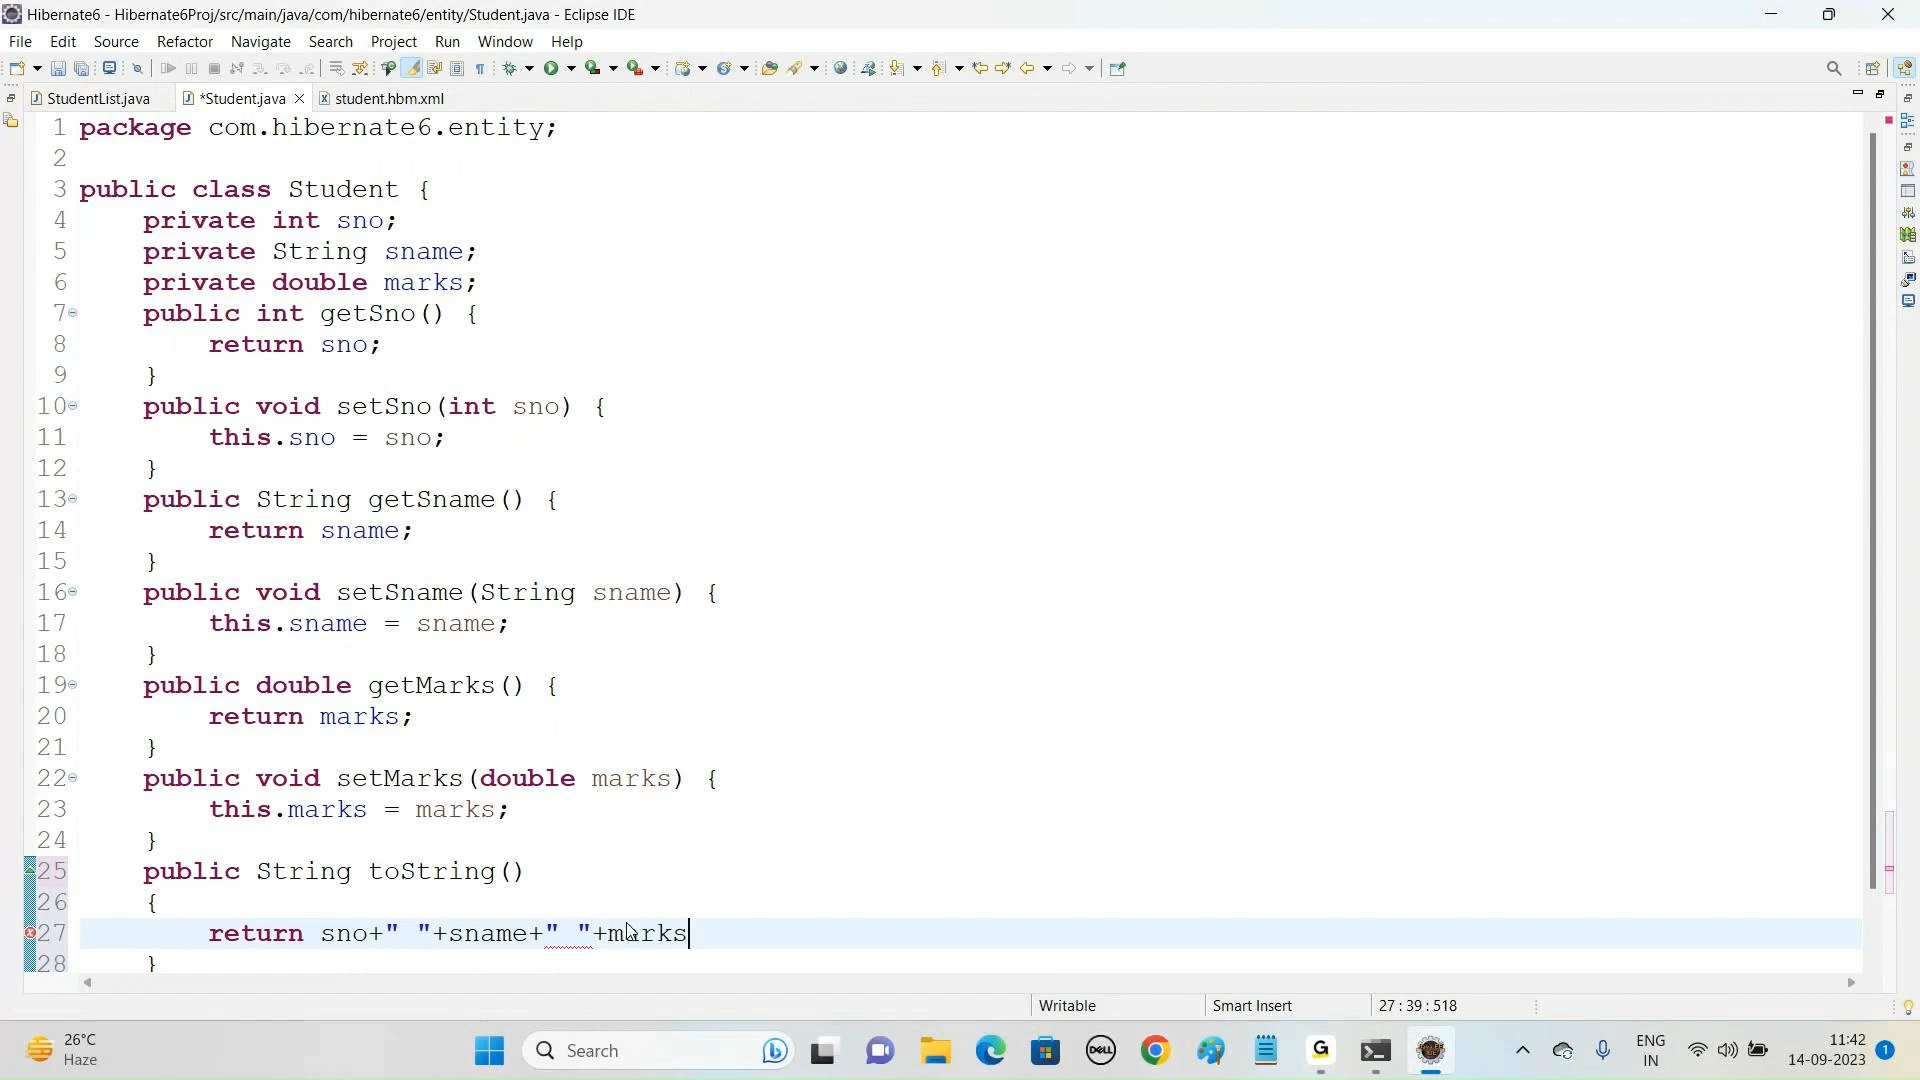 Hibernate6 - Hibernate6Proj/src/main/java/com/hibernate6/entity/Student.java - Eclipse IDE
File Edit Source Refactor Navigate Search Project Run Window Help
StudentList.java *Student.java student.hbm.xml
1 package com.hibernate6.entity;
2
3 public class Student {
4 private int sno;
5 private String sname;
6 private double marks;
7 public int getSno() {
8 return sno;
9 }
10 public void setSno(int sno) {
11 this.sno = sno;
12 }
13 public String getSname() {
14 return sname;
15 }
16 public void setSname(String sname) {
17 this.sname = sname;
18 }
19 public double getMarks() {
20 return marks;
21 }
22 public void setMarks(double marks) {
23 this.marks = marks;
24 }
25 public String toString()
26 {
27 return sno+" "+sname+" "+marks
28 }
Writable Smart Insert 27 : 39 : 518
26°C
Haze
Search
DELL
ENG
IN
11:42
14-09-2023
1